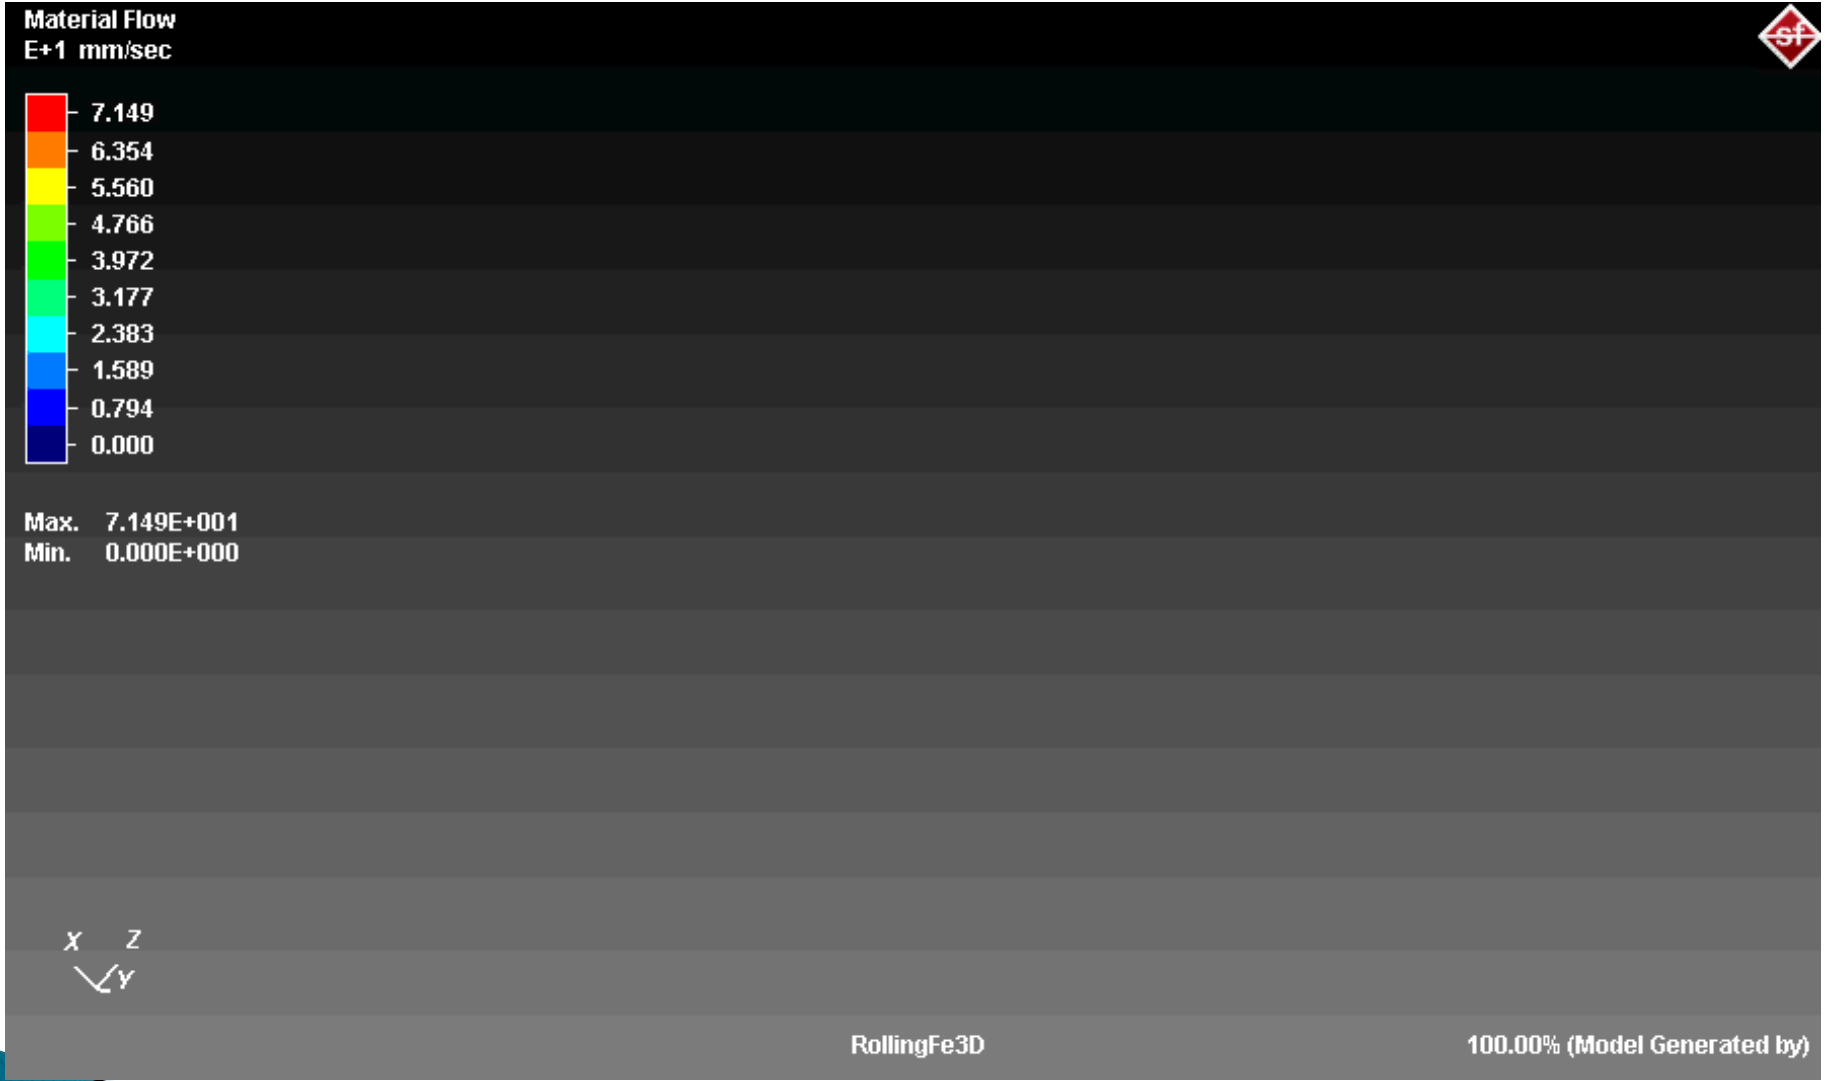 Material Flow
E+1 mm/sec
sf
7.149
6.354
5.560
4.766
3.972
3.177
2.383
1.589
0.794
0.000
Max. 7.149E+001
Min. 0.000E+000
X Z
Y
RollingFe3D
100.00% (Model Generated by)